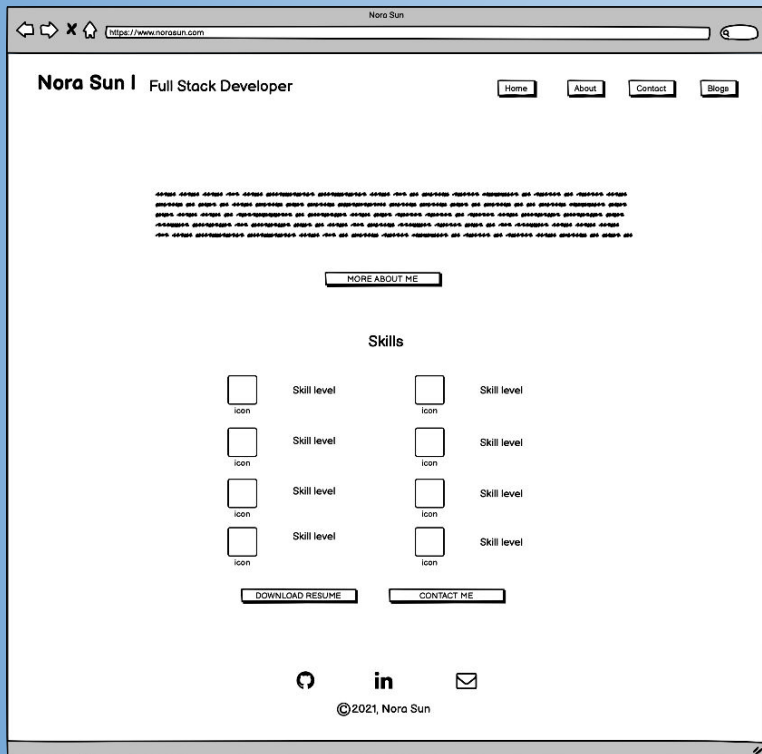 Nora Sun
https://www.norasun.com
Nora Sun | Full Stack Developer
Home About Contact Blogs
MORE ABOUT ME
Skills
Skill level Skill level
icon icon
Skill level Skill level
icon icon
Skill level Skill level
icon icon
Skill level Skill level
icon icon
DOWNLOAD RESUME CONTACT ME
in
©2021, Nora Sun